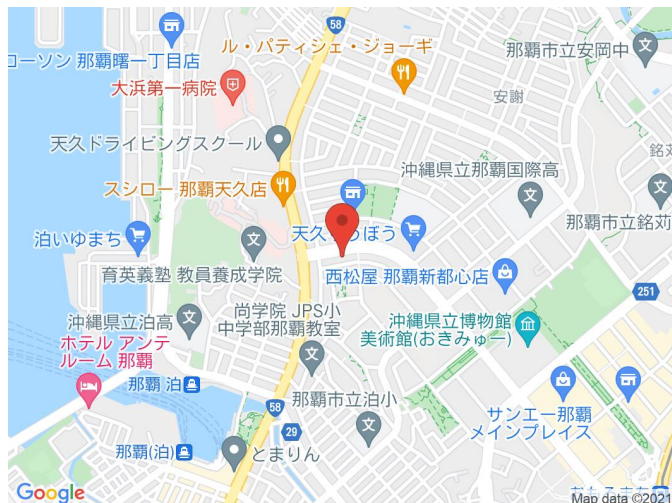 58
ローソン 那覇曙一丁目店
ル・パティシェ・ジョーギ
那覇市立安岡中
大浜第一病院
安謝
天久ドライビングスクール
銘苅
沖縄県立那覇国際高
スシロー 那覇天久店
那覇市立銘苅
泊いゆまち
天久
うぼう
育英義塾 教員養成学院
西松屋 那覇新都心店
251
尚学院 JPS小
中学部那覇教室
沖縄県立博物館
美術館(おきみゅー)
沖縄県立泊高
ホテル アンテ
ルーム 那覇
那覇 泊
那覇市立泊小
58
サンエー那覇
メインプレイス
29
那覇(泊)
とまりん
Google
Map data ©2021